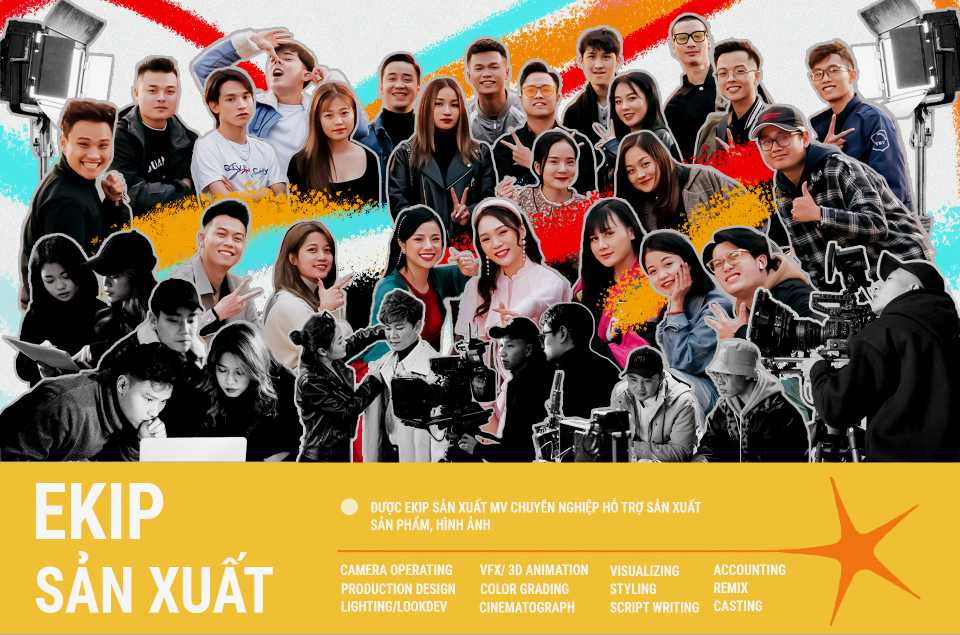 EKIP
SẢN XUẤT
ĐƯỢC EKIP SẢN XUẤT MV CHUYÊN NGHIỆP HỖ TRỢ SẢN XUẤT
SẢN PHẨM, HÌNH ẢNH
CAMERA OPERATING
PRODUCTION DESIGN
LIGHTING/LOOKDEV
VFX/ 3D ANIMATION
COLOR GRADING
CINEMATOGRAPH
VISUALIZING
STYLING
SCRIPT WRITING
ACCOUNTING
REMIX
CASTING